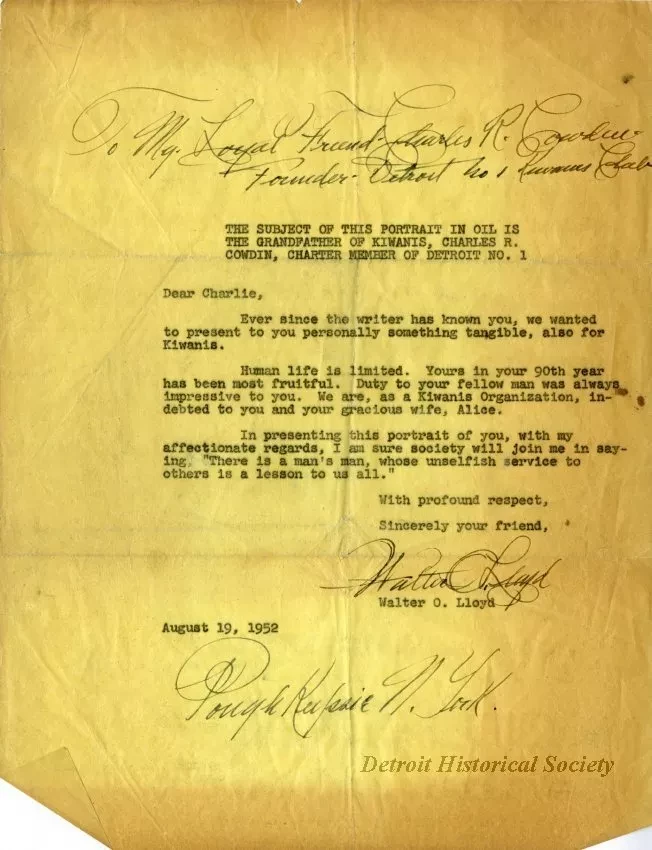 To My Loyal Friend - Charles R. Cowdin -
Founder - Detroit No 1 Kiwanis Club
THE SUBJECT OF THIS PORTRAIT IN OIL IS
THE GRANDFATHER OF KIWANIS, CHARLES R.
COWDIN, CHARTER MEMBER OF DETROIT NO. 1
Dear Charlie,
Ever since the writer has known you, we wanted
to present to you personally something tangible, also for
Kiwanis.
Human life is limited. Yours in your 90th year
has been most fruitful. Duty to your fellow man was always
impressive to you. We are, as a Kiwanis Organization, in-
debted to you and your gracious wife, Alice.
In presenting this portrait of you, with my
affectionate regards, I am sure society will join me in say-
ing, "There is a man's man, whose unselfish service to
others is a lesson to us all."
With profound respect,
Sincerely your friend,
Walter O. Lloyd
Walter O. Lloyd
August 19, 1952
Pough Keepsie N. York.
Detroit Historical Society